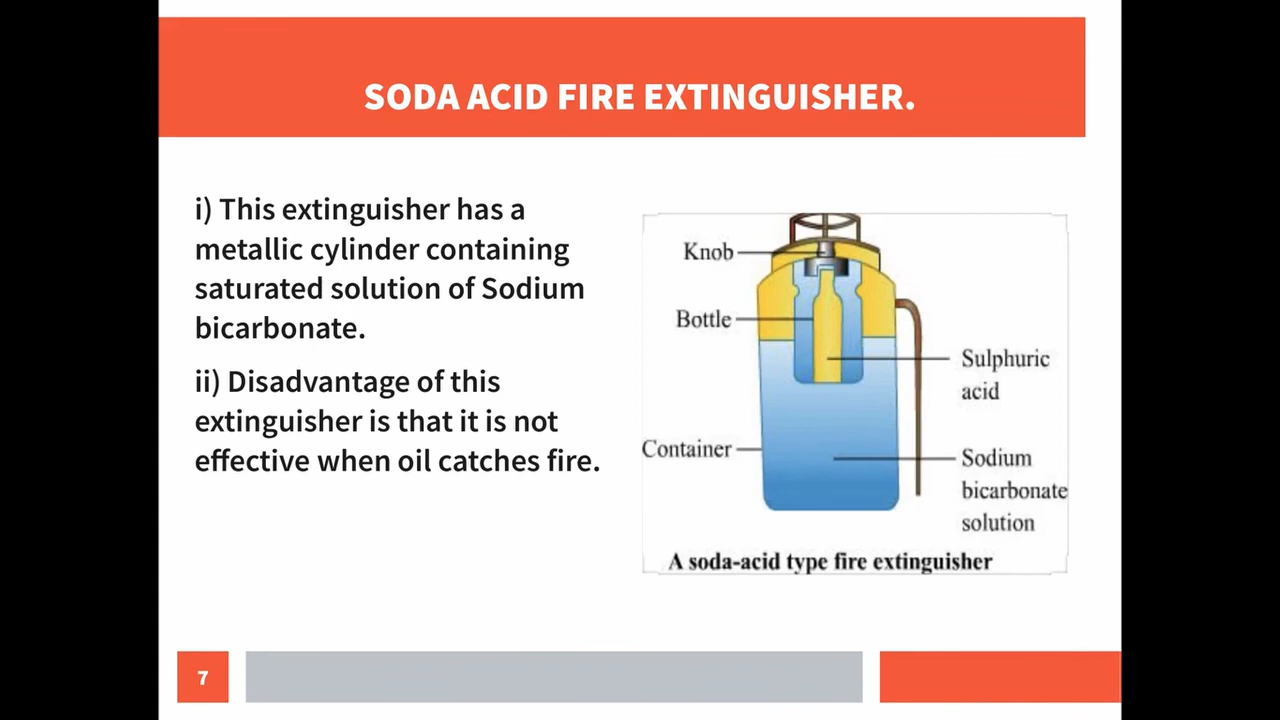 SODA ACID FIRE EXTINGUISHER.
i) This extinguisher has a
metallic cylinder containing
saturated solution of Sodium
bicarbonate.
ii) Disadvantage of this
extinguisher is that it is not
effective when oil catches fire.
Knob
Bottle
Sulphuric
acid
Container
Sodium
bicarbonate
solution
A soda-acid type fire extinguisher
7